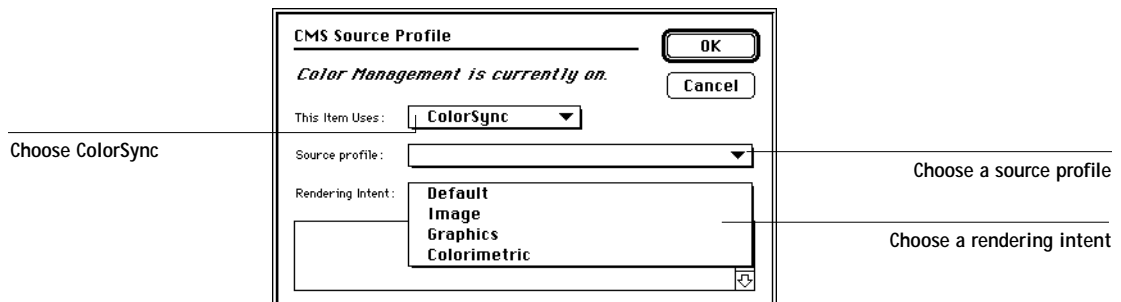 CMS Source Profile
OK
Color Management is currently on.
Cancel
This Item Uses: ColorSync
Choose ColorSync
Source profile:
Choose a source profile
Rendering Intent: Default
Image
Graphics
Colorimetric
Choose a rendering intent